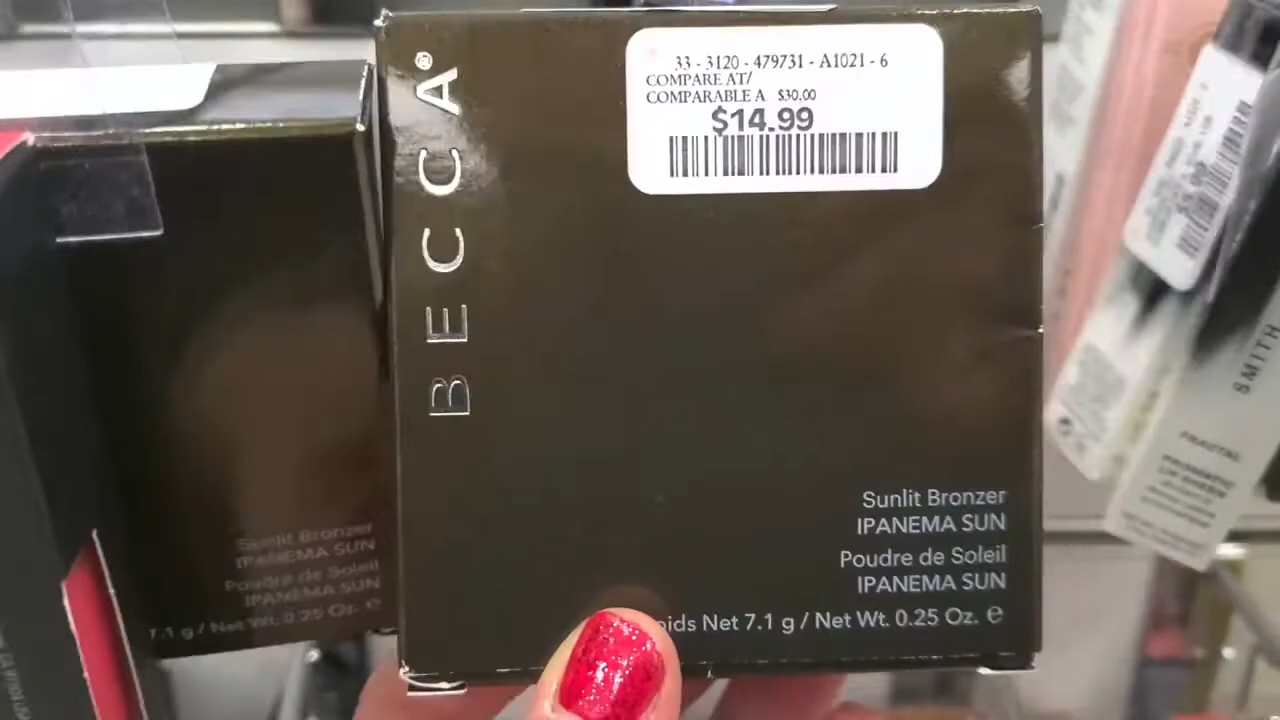 BECCA®
33 - 3120 - 479731 - A1021 - 6
COMPARE AT/
COMPARABLE A $30.00
$14.99
Sunlit Bronzer
IPANEMA SUN
Poudre de Soleil
IPANEMA SUN
Net 7.1 g / Net Wt. 0.25 Oz. ℮
Sunlit Bronzer
IPANEMA SUN
Poudre de Soleil
IPANEMA SUN
7.1 g / Net Wt. 0.25 Oz. ℮
SMITH
FRACTAL